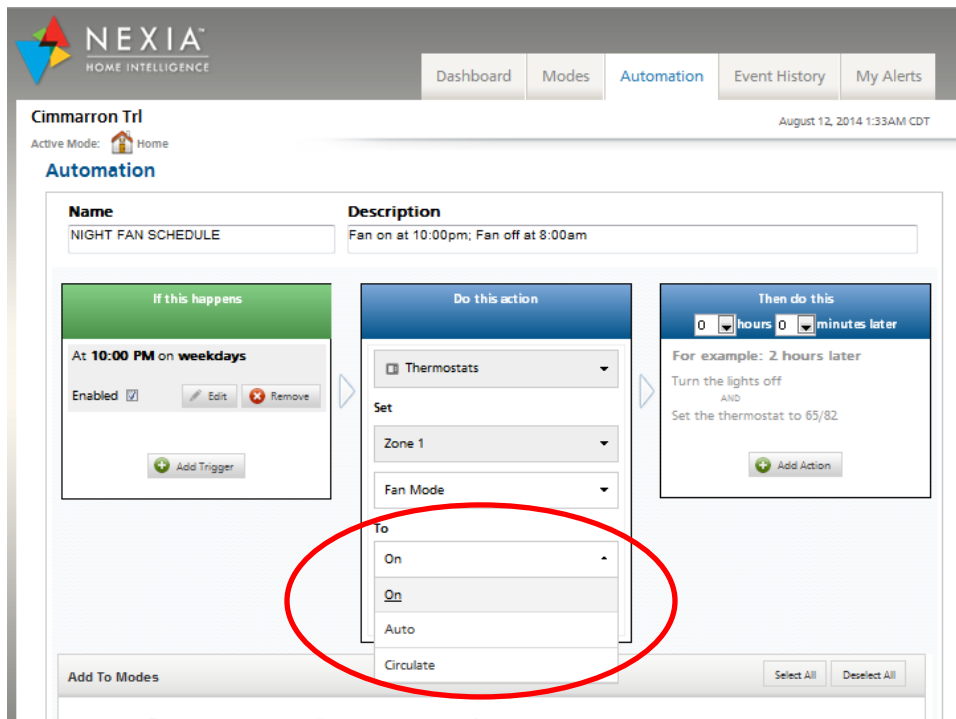 NEXIA™
HOME INTELLIGENCE
Dashboard Modes Automation Event History My Alerts
Cimmarron Trl
August 12, 2014 1:33AM CDT
Active Mode: Home
Automation
Name Description
NIGHT FAN SCHEDULE Fan on at 10:00pm; Fan off at 8:00am
If this happens
At 10:00 PM on weekdays
Enabled Edit Remove
Add Trigger
Do this action
Thermostats
Set
Zone 1
Fan Mode
To
On
On
Auto
Circulate
Then do this
0 hours 0 minutes later
For example: 2 hours later
Turn the lights off
AND
Set the thermostat to 65/82
Add Action
Add To Modes Select All Deselect All